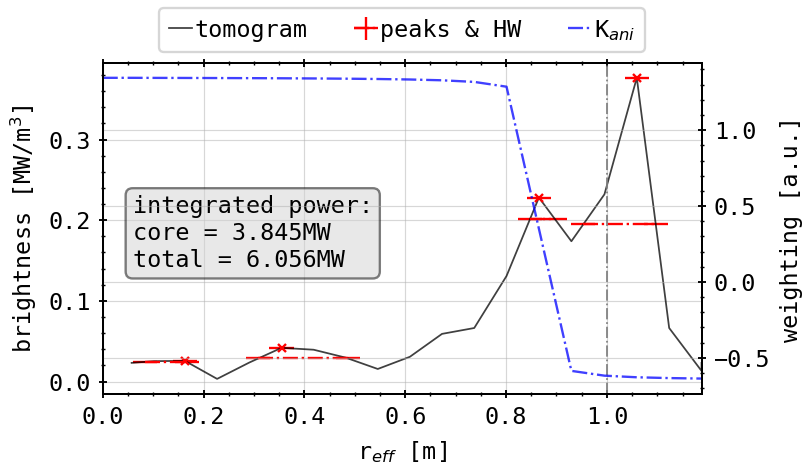 tomogram peaks & HW K_ani
brightness [MW/m³]
0.3
0.2
0.1
0.0
integrated power:
core = 3.845MW
total = 6.056MW
1.0
0.5
0.0
−0.5
weighting [a.u.]
0.0 0.2 0.4 0.6 0.8 1.0
r_eff [m]